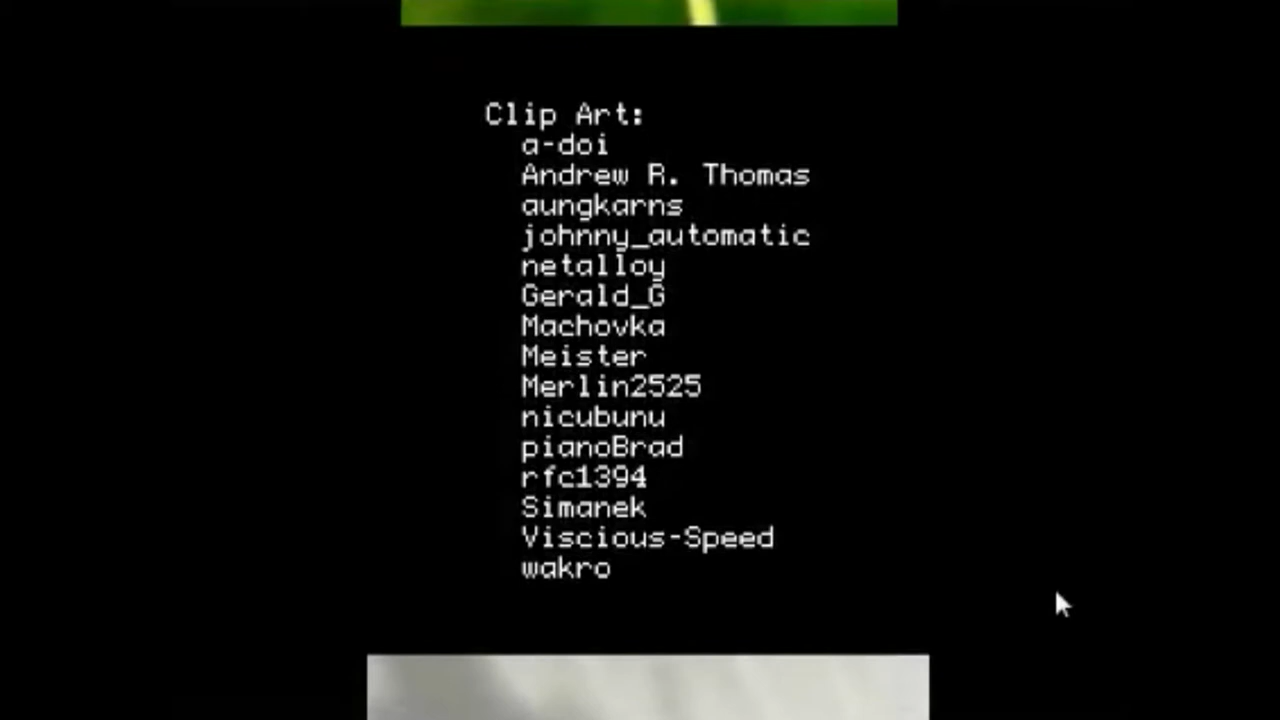 Clip Art:
a-doi
Andrew R. Thomas
aungkarns
johnny_automatic
netalloy
Gerald_G
Machovka
Meister
Merlin2525
nicubunu
pianoBrad
rfc1394
Simanek
Viscious-Speed
wakro